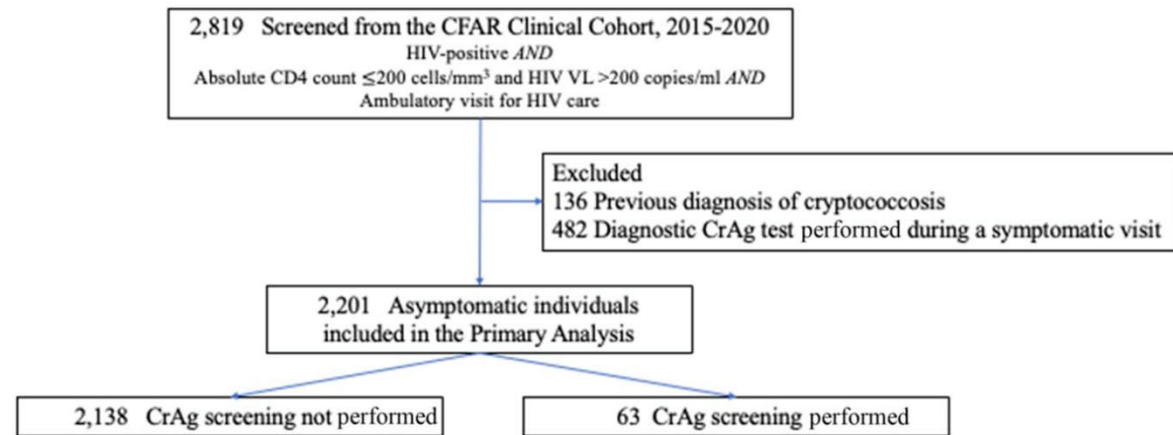 2,819 Screened from the CFAR Clinical Cohort, 2015-2020
HIV-positive AND
Absolute CD4 count ≤200 cells/mm³ and HIV VL >200 copies/ml AND
Ambulatory visit for HIV care
Excluded
136 Previous diagnosis of cryptococcosis
482 Diagnostic CrAg test performed during a symptomatic visit
2,201 Asymptomatic individuals
included in the Primary Analysis
2,138 CrAg screening not performed
63 CrAg screening performed